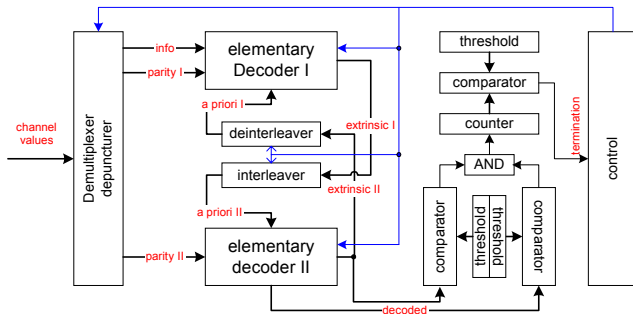 channel
values
Demultiplexer
depuncturer
info
parity I
parity II
elementary
Decoder I
a priori I
deinterleaver
extrinsic I
interleaver
extrinsic II
a priori II
elementary
decoder II
decoded
threshold
comparator
counter
AND
comparator
threshold
threshold
comparator
termination
control